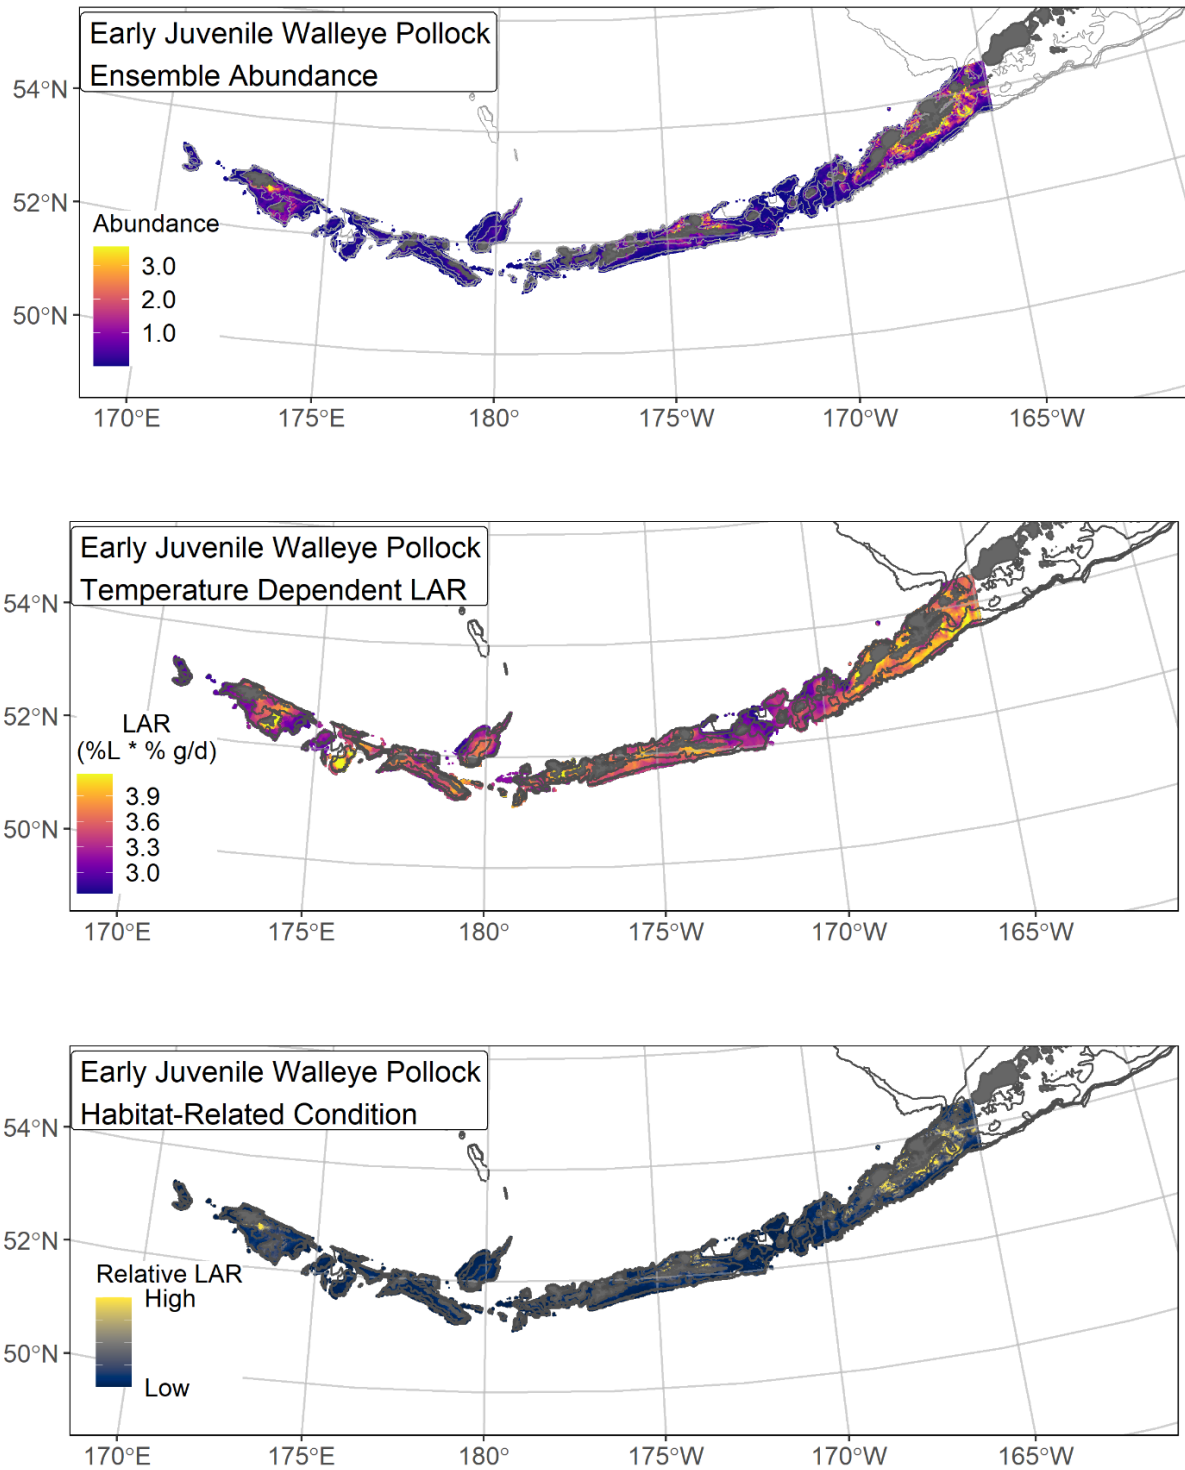 Early Juvenile Walleye Pollock
Ensemble Abundance
54°N
52°N
50°N
Abundance
3.0
2.0
1.0
170°E 175°E 180° 175°W 170°W 165°W
Early Juvenile Walleye Pollock
Temperature Dependent LAR
54°N
52°N
50°N
LAR
(%L * % g/d)
3.9
3.6
3.3
3.0
170°E 175°E 180° 175°W 170°W 165°W
Early Juvenile Walleye Pollock
Habitat-Related Condition
54°N
52°N
50°N
Relative LAR
High
Low
170°E 175°E 180° 175°W 170°W 165°W